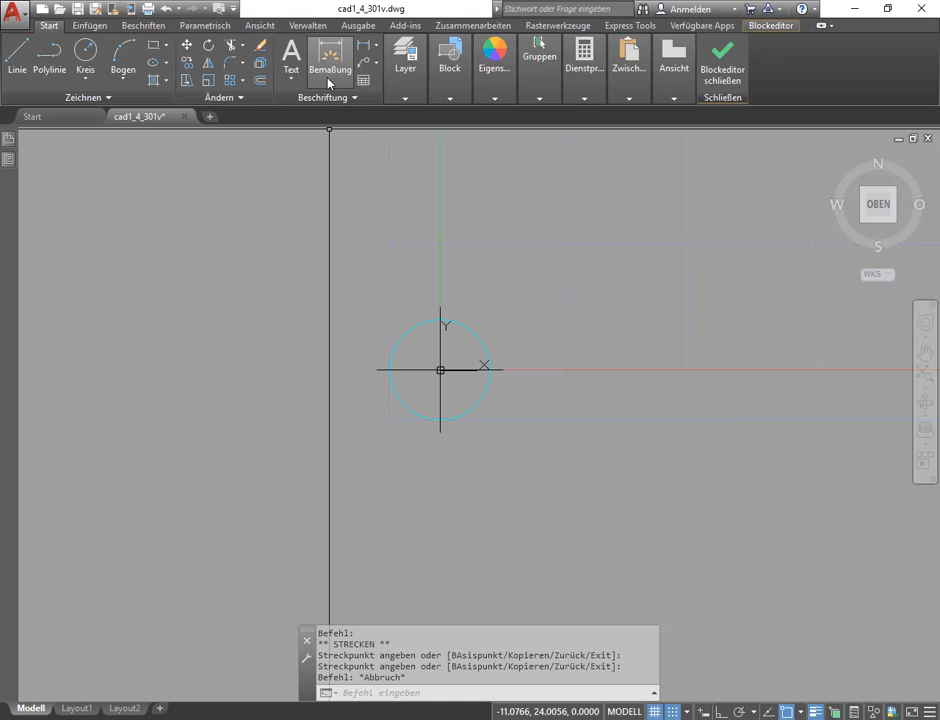 cad1_4_301v.dwg
Stichwort oder Frage eingeben
Anmelden
Start Einfügen Beschriften Parametrisch Ansicht Verwalten Ausgabe Add-ins Zusammenarbeiten Rasterwerkzeuge Express Tools Verfügbare Apps Blockeditor
Linie Polylinie Kreis Bogen
Text Bemaßung
Layer Block Eigens... Gruppen Dienstpr... Zwisch... Ansicht Blockeditor
schließen
Zeichnen Ändern Beschriftung Schließen
Start cad1_4_301v*
N
W OBEN O
S
WKS
Y
X
Befehl:
** STRECKEN **
Streckpunkt angeben oder [BAsispunkt/Kopieren/Zurück/Exit]:
Streckpunkt angeben oder [BAsispunkt/Kopieren/Zurück/Exit]:
Befehl: *Abbruch*
Befehl eingeben
Modell Layout1 Layout2
-11.0766, 24.0056, 0.0000 MODELL